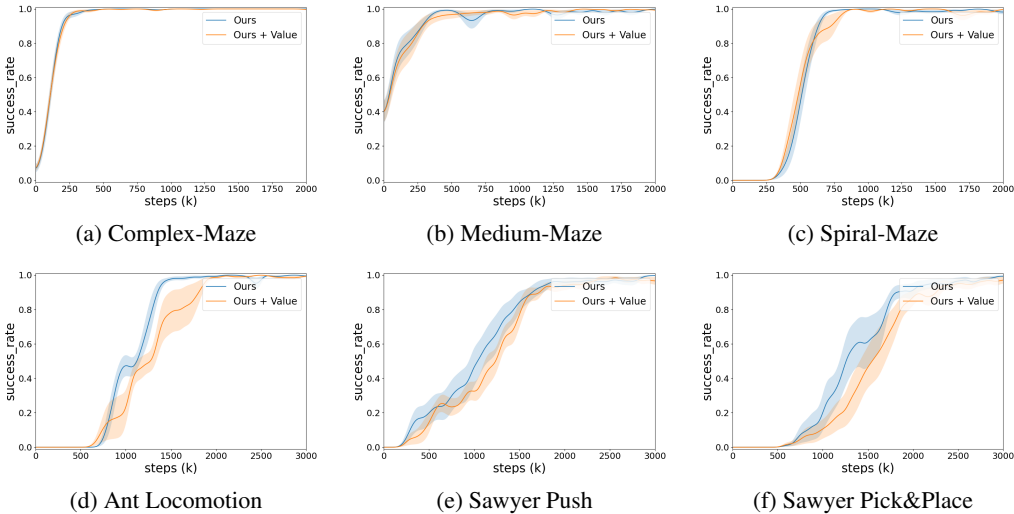 1.0
0.8
0.6
0.4
0.2
0.0
success_rate
0 250 500 750 1000 1250 1500 1750 2000
steps (k)
Ours
Ours + Value
(a) Complex-Maze
1.0
0.8
0.6
0.4
0.2
0.0
success_rate
0 250 500 750 1000 1250 1500 1750 2000
steps (k)
Ours
Ours + Value
(b) Medium-Maze
1.0
0.8
0.6
0.4
0.2
0.0
success_rate
0 250 500 750 1000 1250 1500 1750 2000
steps (k)
Ours
Ours + Value
(c) Spiral-Maze
1.0
0.8
0.6
0.4
0.2
0.0
success_rate
0 500 1000 1500 2000 2500 3000
steps (k)
Ours
Ours + Value
(d) Ant Locomotion
1.0
0.8
0.6
0.4
0.2
0.0
success_rate
0 500 1000 1500 2000 2500 3000
steps (k)
Ours
Ours + Value
(e) Sawyer Push
1.0
0.8
0.6
0.4
0.2
0.0
success_rate
0 500 1000 1500 2000 2500 3000
steps (k)
Ours
Ours + Value
(f) Sawyer Pick&Place